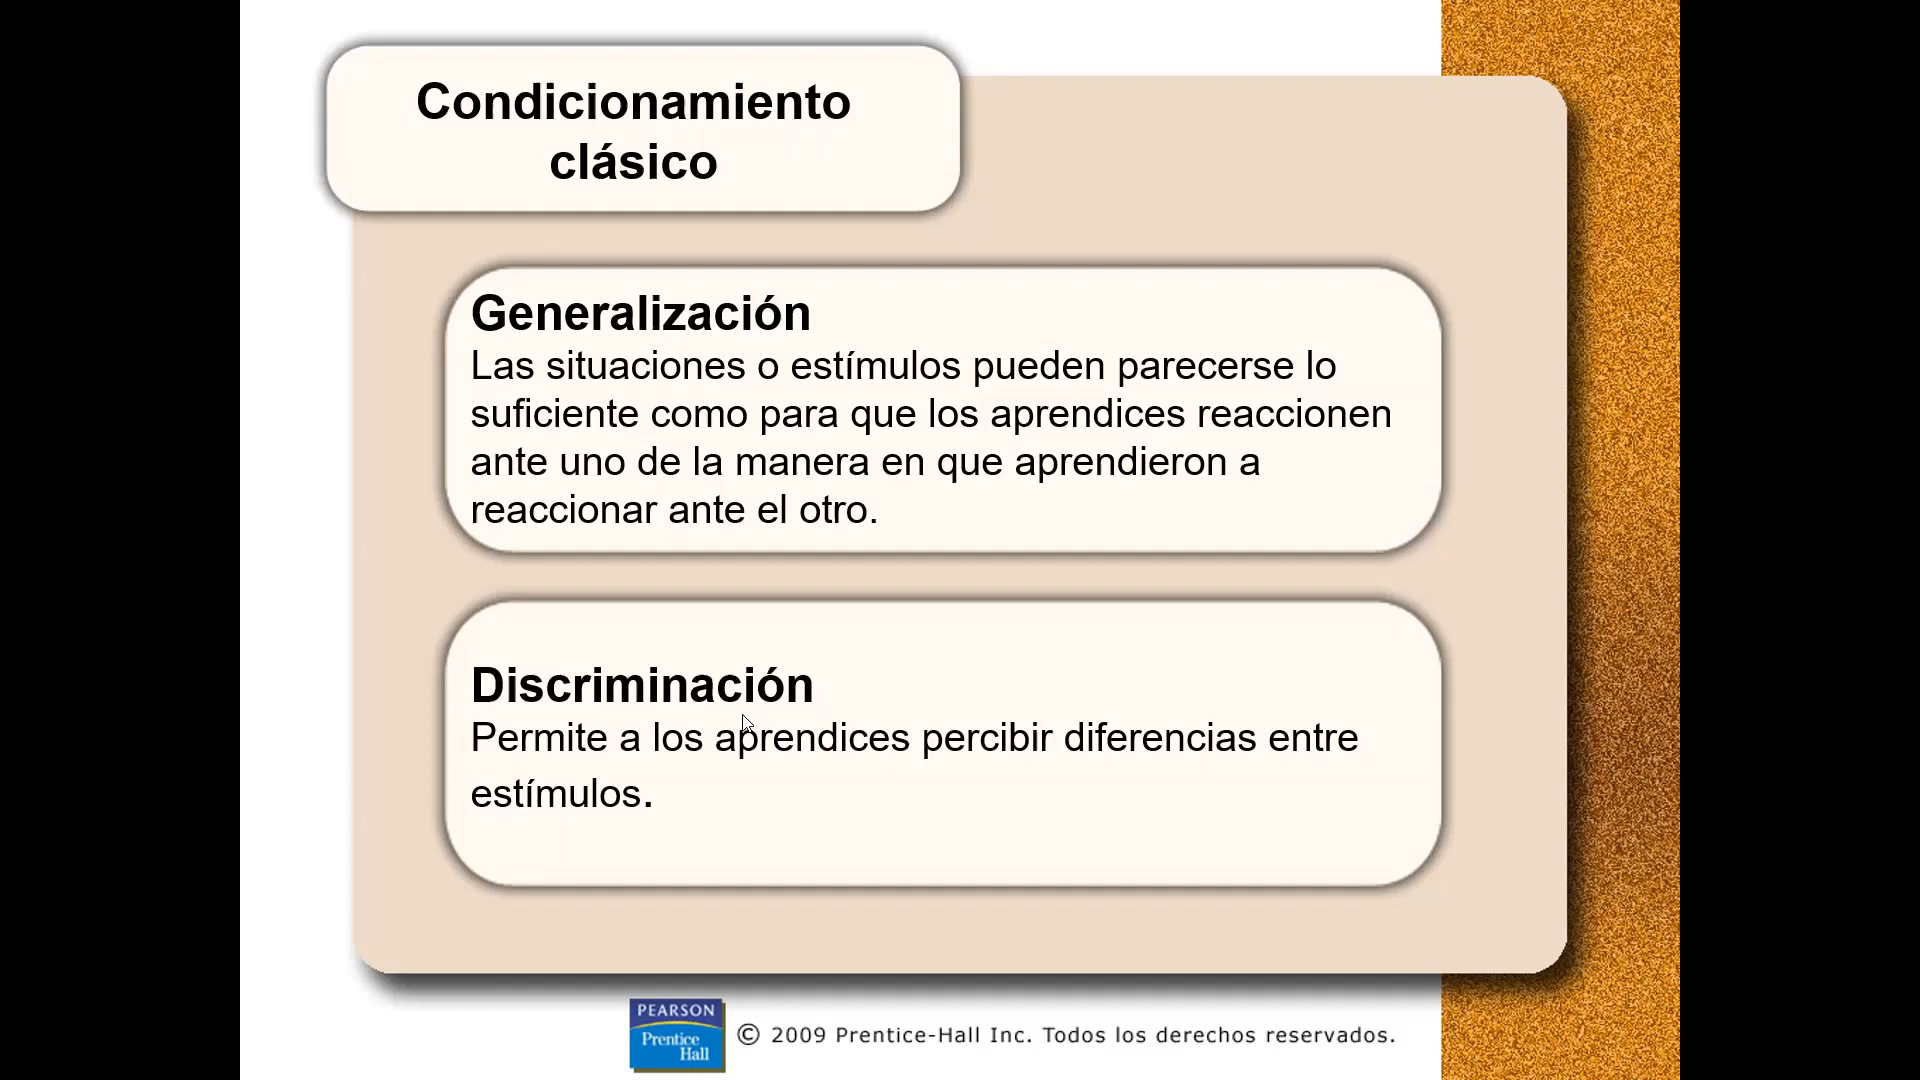 Condicionamiento
clásico
Generalización
Las situaciones o estímulos pueden parecerse lo
suficiente como para que los aprendices reaccionen
ante uno de la manera en que aprendieron a
reaccionar ante el otro.
Discriminación
Permite a los aprendices percibir diferencias entre
estímulos.
PEARSON
Prentice
Hall
© 2009 Prentice-Hall Inc. Todos los derechos reservados.